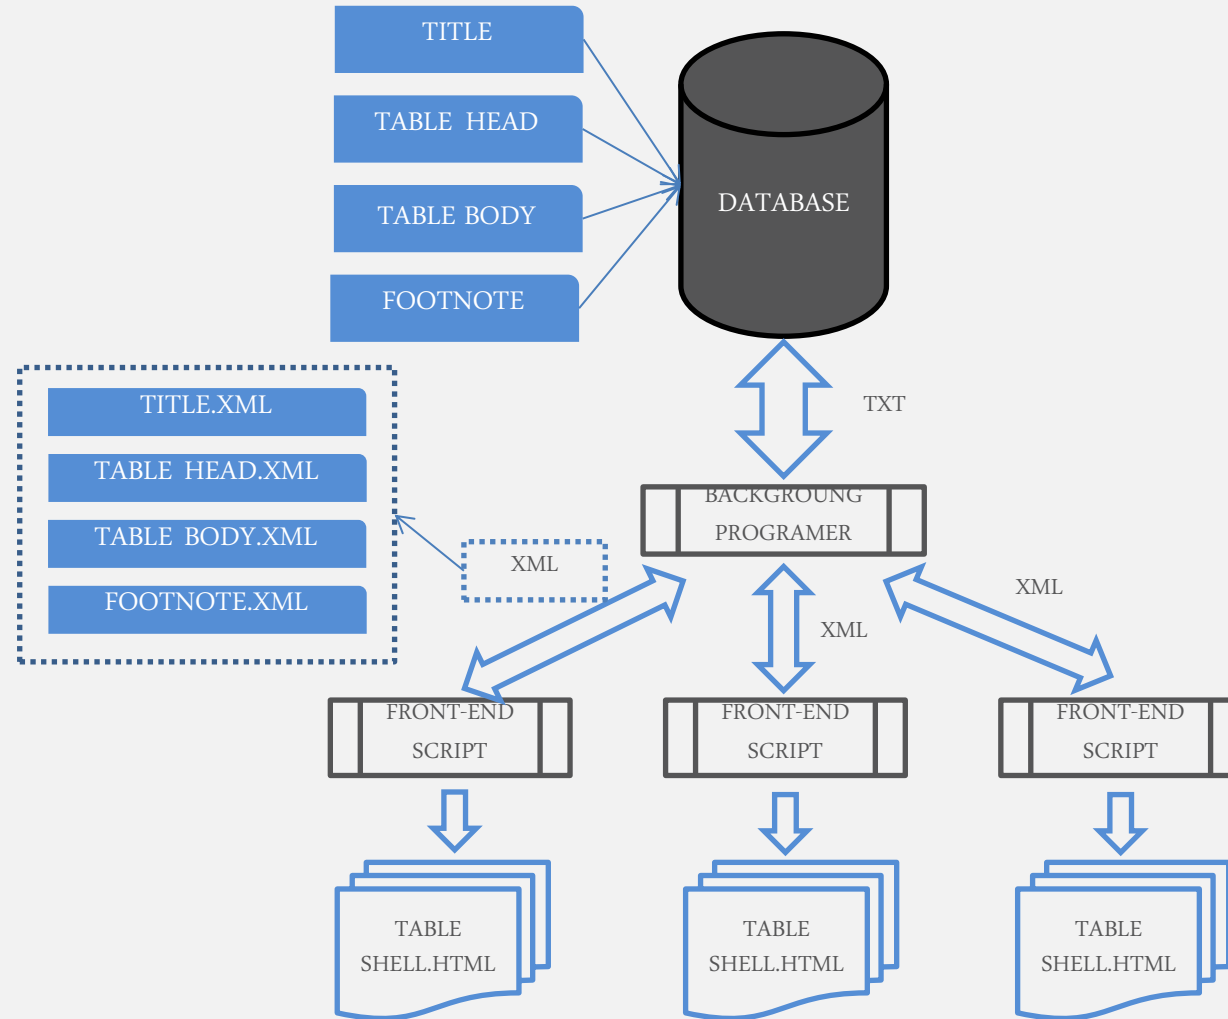 TITLE
TABLE HEAD
TABLE BODY
FOOTNOTE
DATABASE
TXT
TITLE.XML
TABLE HEAD.XML
TABLE BODY.XML
FOOTNOTE.XML
XML
BACKGROUNG
PROGRAMER
XML
XML
FRONT-END
SCRIPT
FRONT-END
SCRIPT
FRONT-END
SCRIPT
TABLE
SHELL.HTML
TABLE
SHELL.HTML
TABLE
SHELL.HTML